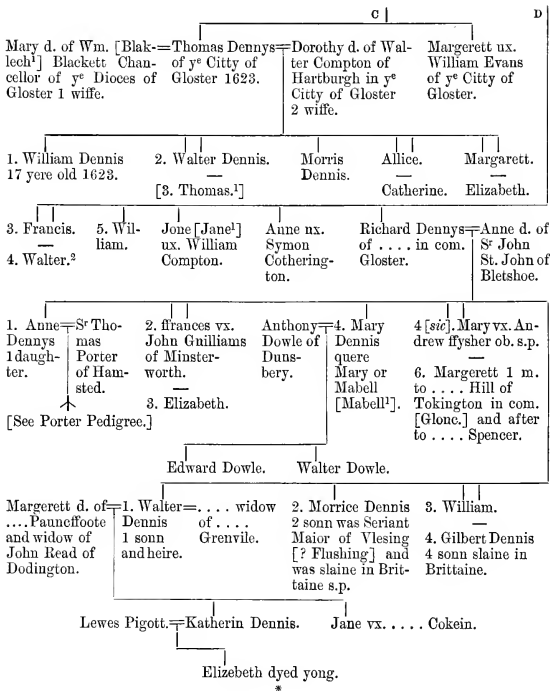 C D
Mary d. of Wm. [Blak-
lech¹] Blackett Chan-
cellor of yᵉ Dioces of
Gloster 1 wiffe.
=Thomas Dennys=
of yᵉ Citty of
Gloster 1623.
Dorothy d. of Wal-
ter Compton of
Hartburgh in yᵉ
Citty of Gloster
2 wiffe.
Margerett ux.
William Evans
of yᵉ Citty of
Gloster.
1. William Dennis
17 yere old 1623.
2. Walter Dennis.
—
[3. Thomas.¹]
Morris
Dennis.
Allice.
—
Catherine.
Margarett.
—
Elizabeth.
3. Francis.
—
4. Walter.²
5. Wil-
liam.
Jone [Jane¹]
ux. William
Compton.
Anne ux.
Symon
Cothering-
ton.
Richard Dennys=
of . . . . in com.
Gloster.
Anne d. of
Sʳ John
St. John of
Bletshoe.
1. Anne=
Dennys
1 daugh-
ter.
Sʳ Tho-
mas
Porter
of Ham-
sted.
[See Porter Pedigree.]
2. ffrances vx.
John Guilliams
of Minster-
worth.
—
3. Elizabeth.
Anthony=
Dowle of
Duns-
bery.
4. Mary
Dennis
quere
Mary or
Mabell
[Mabell¹].
4 [sic]. Mary vx. An-
drew ffysher ob. s.p.
—
6. Margerett 1 m.
to . . . . Hill of
Tokington in com.
[Glouc.] and after
to . . . . Spencer.
Edward Dowle.
Walter Dowle.
Margerett d. of=
. . . . Pauncffoote
and widow of
John Read of
Dodington.
1. Walter=
Dennis
1 sonn
and heire.
. . . . widow
of . . . .
Grenvile.
2. Morrice Dennis
2 sonn was Seriant
Maior of Vlesing
[? Flushing] and
was slaine in Brit-
taine s.p.
3. William.
—
4. Gilbert Dennis
4 sonn slaine in
Brittaine.
Lewes Pigott.=Katherin Dennis.
Jane vx. . . . . Cokein.
Elizebeth dyed yong.
*